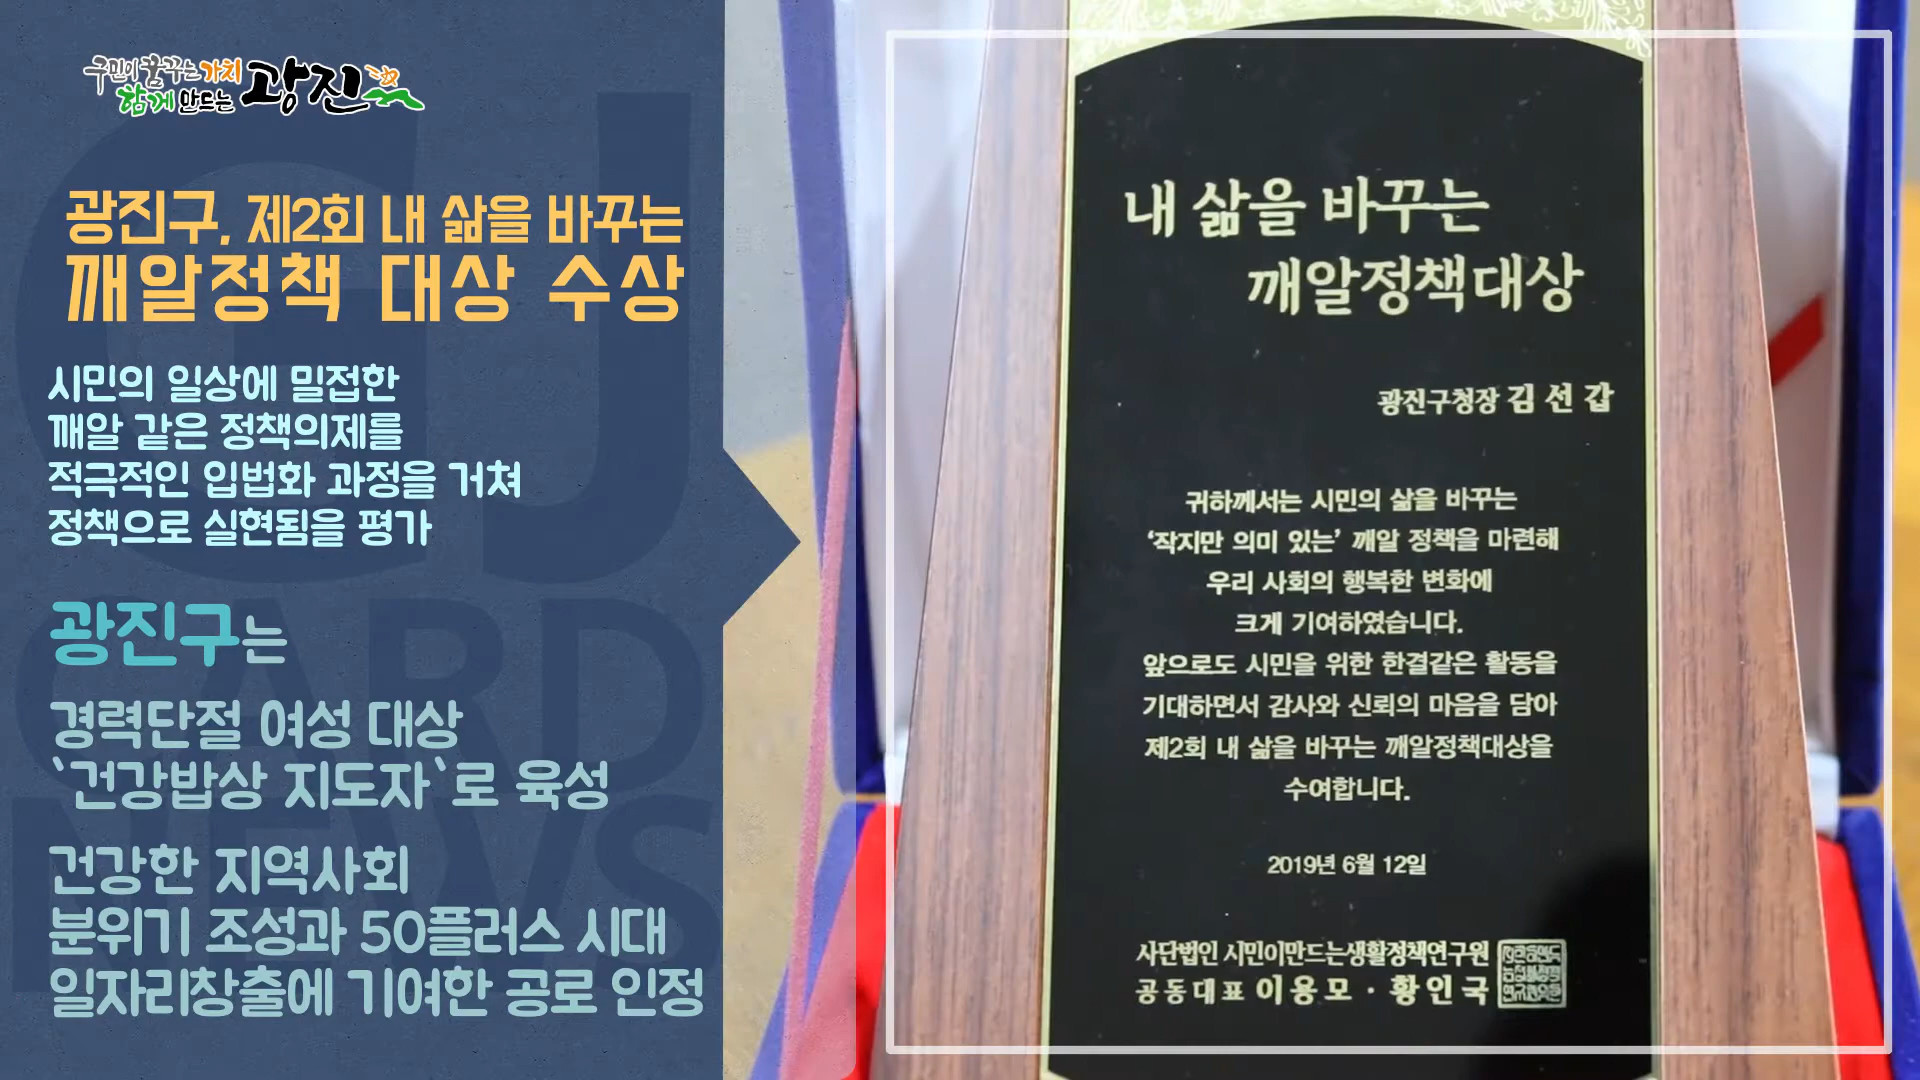 구민이 꿈꾸는 가치
함께 만드는 광진
광진구, 제2회 내 삶을 바꾸는
깨알정책 대상 수상
시민의 일상에 밀접한
깨알 같은 정책의제를
적극적인 입법화 과정을 거쳐
정책으로 실현됨을 평가
광진구는
경력단절 여성 대상
`건강밥상 지도자`로 육성
건강한 지역사회
분위기 조성과 50플러스 시대
일자리창출에 기여한 공로 인정
GJ
CARD
NEWS
내 삶을 바꾸는
깨알정책대상
광진구청장 김 선 갑
귀하께서는 시민의 삶을 바꾸는
‘작지만 의미 있는’ 깨알 정책을 마련해
우리 사회의 행복한 변화에
크게 기여하였습니다.
앞으로도 시민을 위한 한결같은 활동을
기대하면서 감사와 신뢰의 마음을 담아
제2회 내 삶을 바꾸는 깨알정책대상을
수여합니다.
2019년 6월 12일
사단법인 시민이만드는생활정책연구원
공동대표 이용모 · 황인국